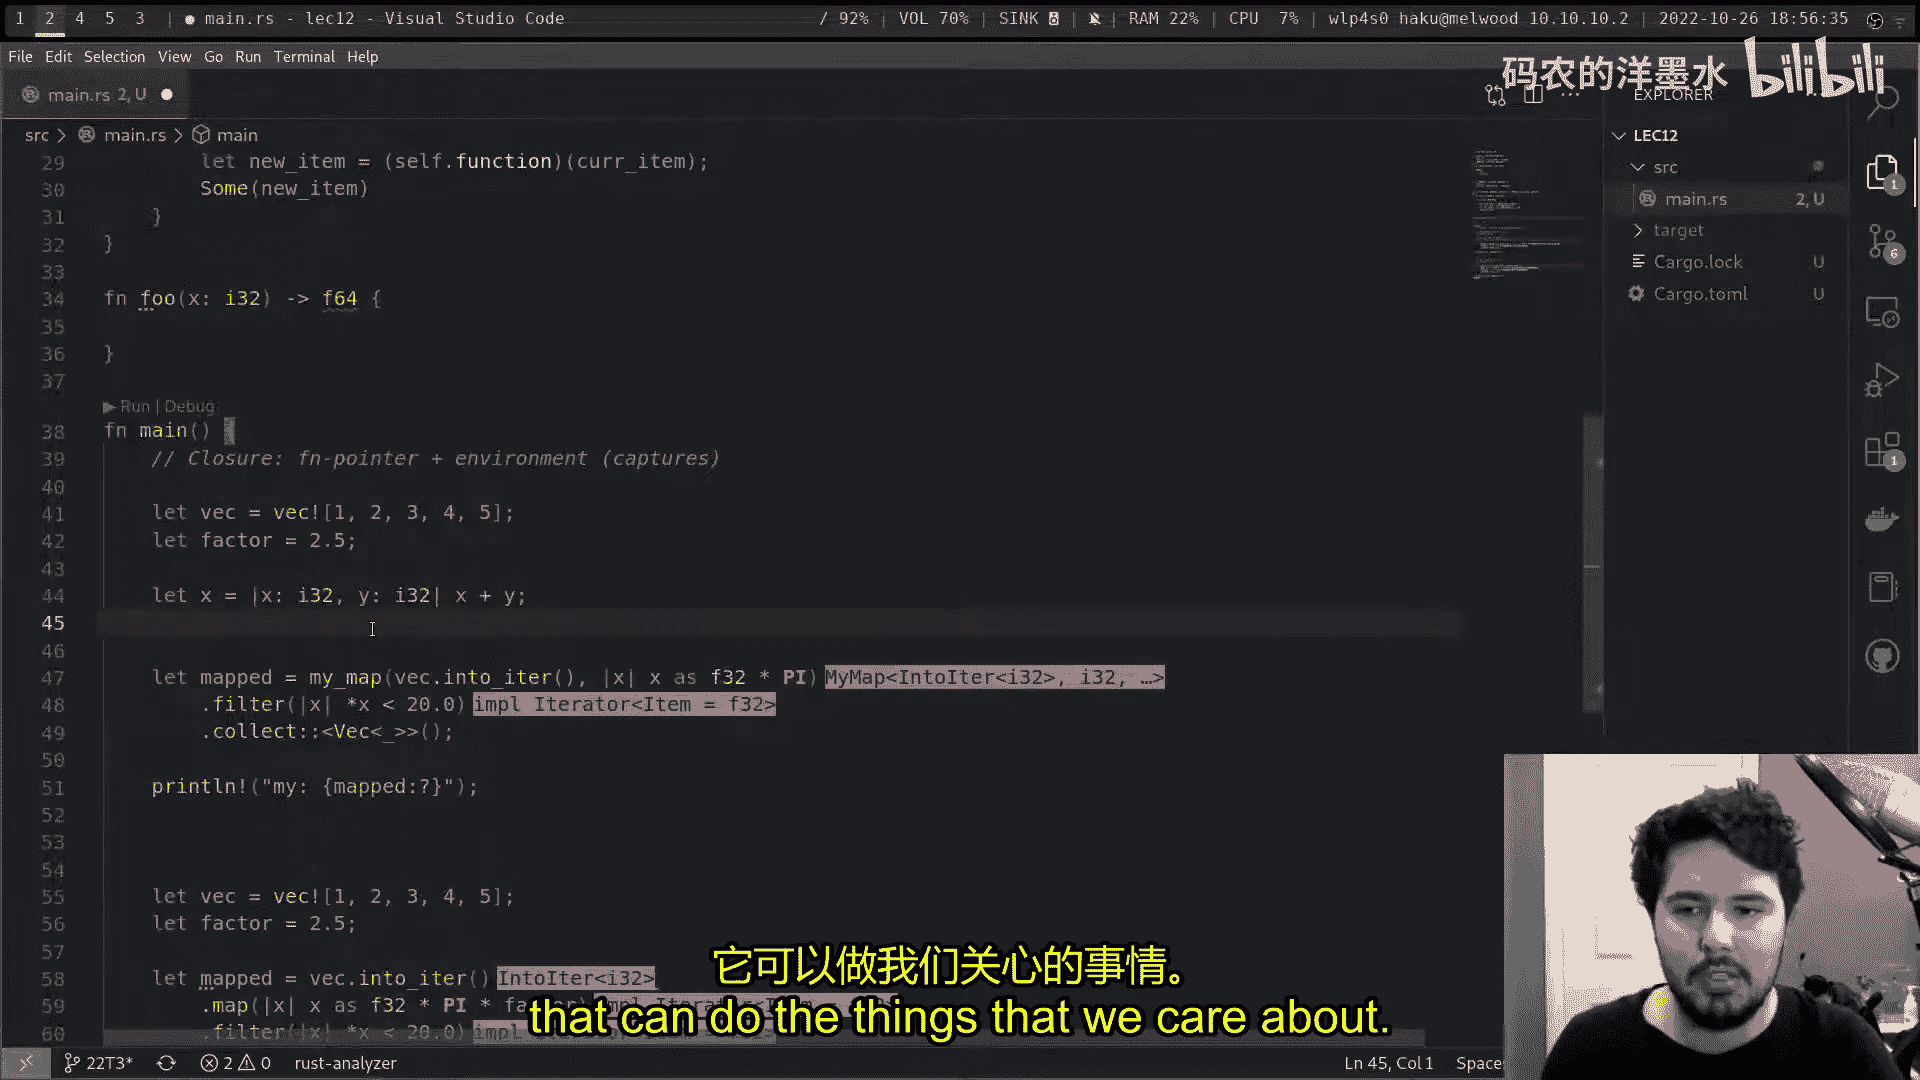 1 2 4 5 3 | ● main.rs - lec12 - Visual Studio Code / 92% | VOL 70% | SINK | | RAM 22% | CPU 7% | wlp4s0 haku@melwood 10.10.10.2 | 2022-10-26 18:56:35
File Edit Selection View Go Run Terminal Help
码农的洋墨水 bilibili
main.rs 2, U ●
EXPLORER
src > main.rs > main
LEC12
src
main.rs 2, U
target
Cargo.lock U
Cargo.toml U
1
6
1
29 let new_item = (self.function)(curr_item);
30 Some(new_item)
31 }
32 }
33
34 fn foo(x: i32) -> f64 {
35
36 }
37
▶ Run | Debug
38 fn main() {
39 // Closure: fn-pointer + environment (captures)
40
41 let vec = vec![1, 2, 3, 4, 5];
42 let factor = 2.5;
43
44 let x = |x: i32, y: i32| x + y;
45
46
47 let mapped = my_map(vec.into_iter(), |x| x as f32 * PI) MyMap<IntoIter<i32>, i32, …>
48 .filter(|x| *x < 20.0) impl Iterator<Item = f32>
49 .collect::<Vec<_>>();
50
51 println!("my: {mapped:?}");
52
53
54
55 let vec = vec![1, 2, 3, 4, 5];
56 let factor = 2.5;
57
58 let mapped = vec.into_iter() IntoIter<i32>
59 .map(|x| x as f32 * PI * factor)
60 .filter(|x| *x < 20.0)
它可以做我们关心的事情。
that can do the things that we care about.
22T3* 2 0 rust-analyzer Ln 45, Col 1